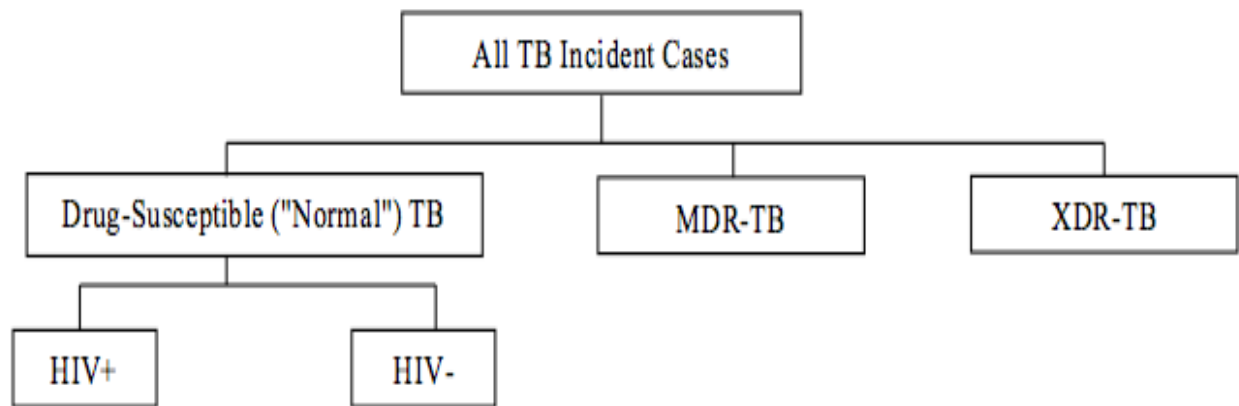 All TB Incident Cases
Drug-Susceptible ("Normal") TB
MDR-TB
XDR-TB
HIV+
HIV-